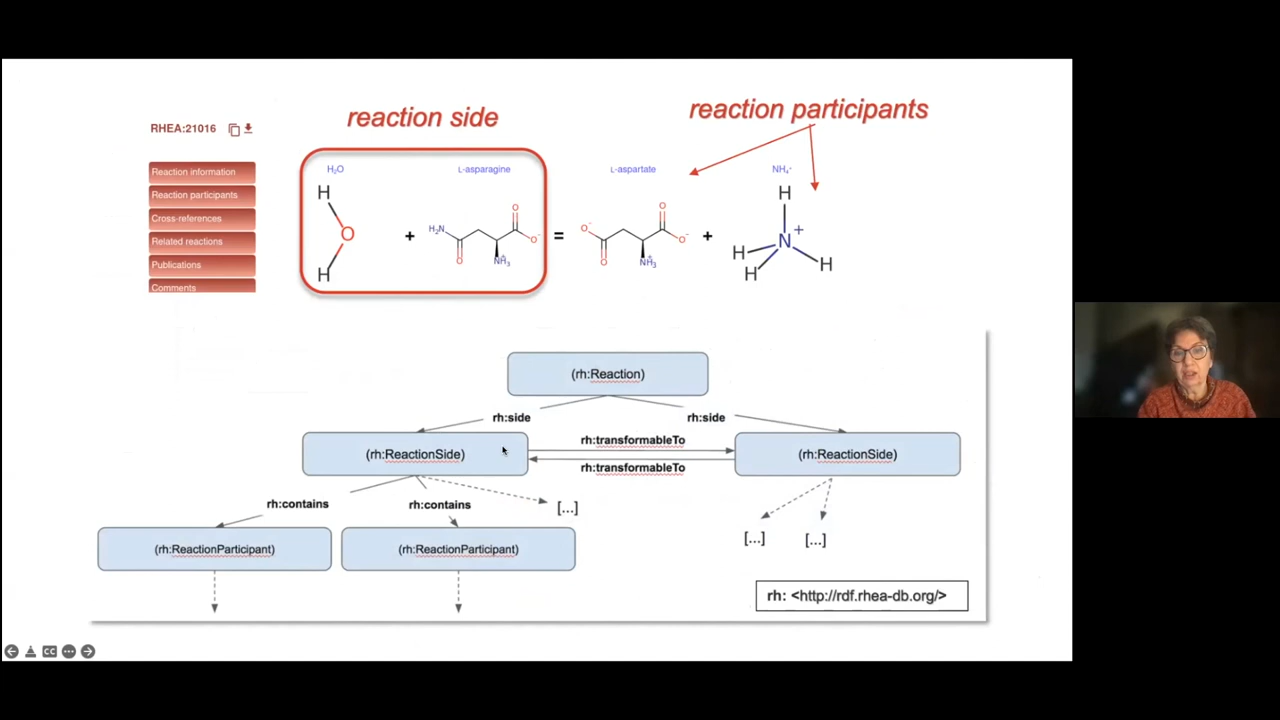 reaction side
reaction participants
RHEA:21016
Reaction information
Reaction participants
Cross-references
Related reactions
Publications
Comments
H₂O
L-asparagine
L-aspartate
NH₄⁺
H
O
H
+
H₂N
O
O
O⁻
NH₃⁺
=
O⁻
O
O
O⁻
NH₃⁺
+
H
N⁺
H
H
H
(rh:Reaction)
rh:side
rh:side
(rh:ReactionSide)
rh:transformableTo
rh:transformableTo
(rh:ReactionSide)
rh:contains
rh:contains
[...]
(rh:ReactionParticipant)
(rh:ReactionParticipant)
[...]
[...]
rh: <http://rdf.rhea-db.org/>
CC